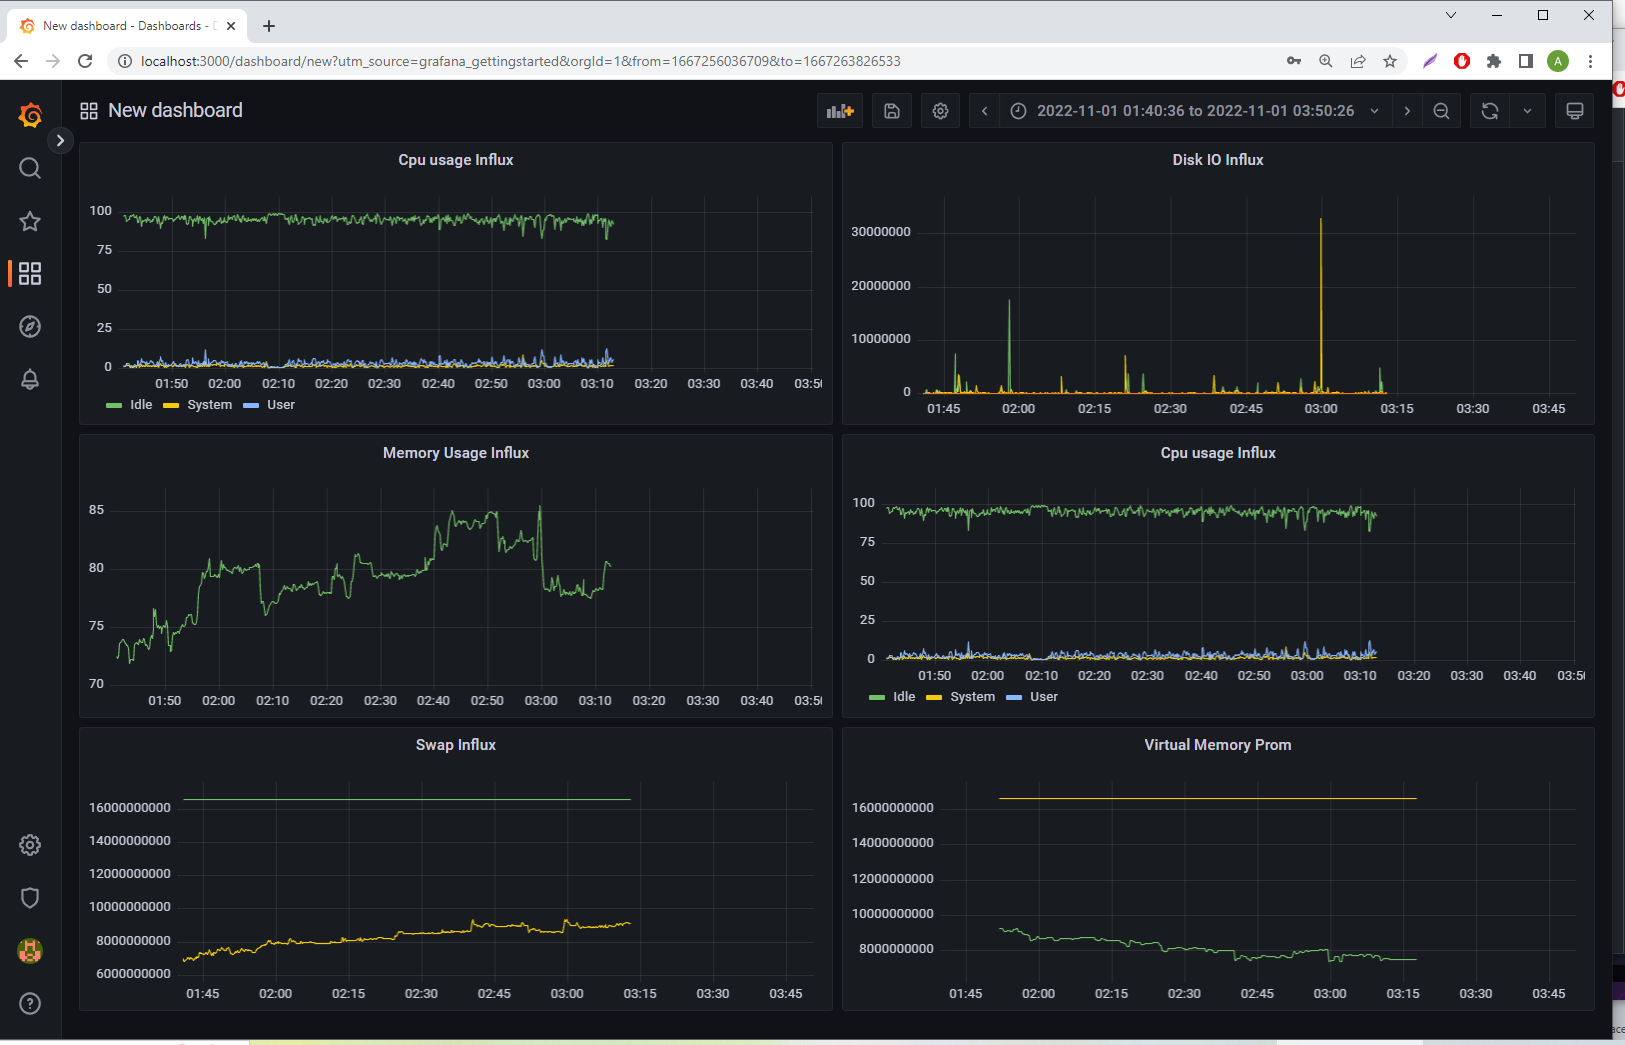 New dashboard - Dashboards -
localhost:3000/dashboard/new?utm_source=grafana_gettingstarted&orgId=1&from=1667256036709&to=1667263826533
A
New dashboard
2022-11-01 01:40:36 to 2022-11-01 03:50:26
Cpu usage Influx
100
75
50
25
0
01:50 02:00 02:10 02:20 02:30 02:40 02:50 03:00 03:10 03:20 03:30 03:40 03:50
Idle System User
Disk IO Influx
30000000
20000000
10000000
0
01:45 02:00 02:15 02:30 02:45 03:00 03:15 03:30 03:45
Memory Usage Influx
85
80
75
70
01:50 02:00 02:10 02:20 02:30 02:40 02:50 03:00 03:10 03:20 03:30 03:40 03:50
Cpu usage Influx
100
75
50
25
0
01:50 02:00 02:10 02:20 02:30 02:40 02:50 03:00 03:10 03:20 03:30 03:40 03:50
Idle System User
Swap Influx
16000000000
14000000000
12000000000
10000000000
8000000000
6000000000
01:45 02:00 02:15 02:30 02:45 03:00 03:15 03:30 03:45
Virtual Memory Prom
16000000000
14000000000
12000000000
10000000000
8000000000
01:45 02:00 02:15 02:30 02:45 03:00 03:15 03:30 03:45